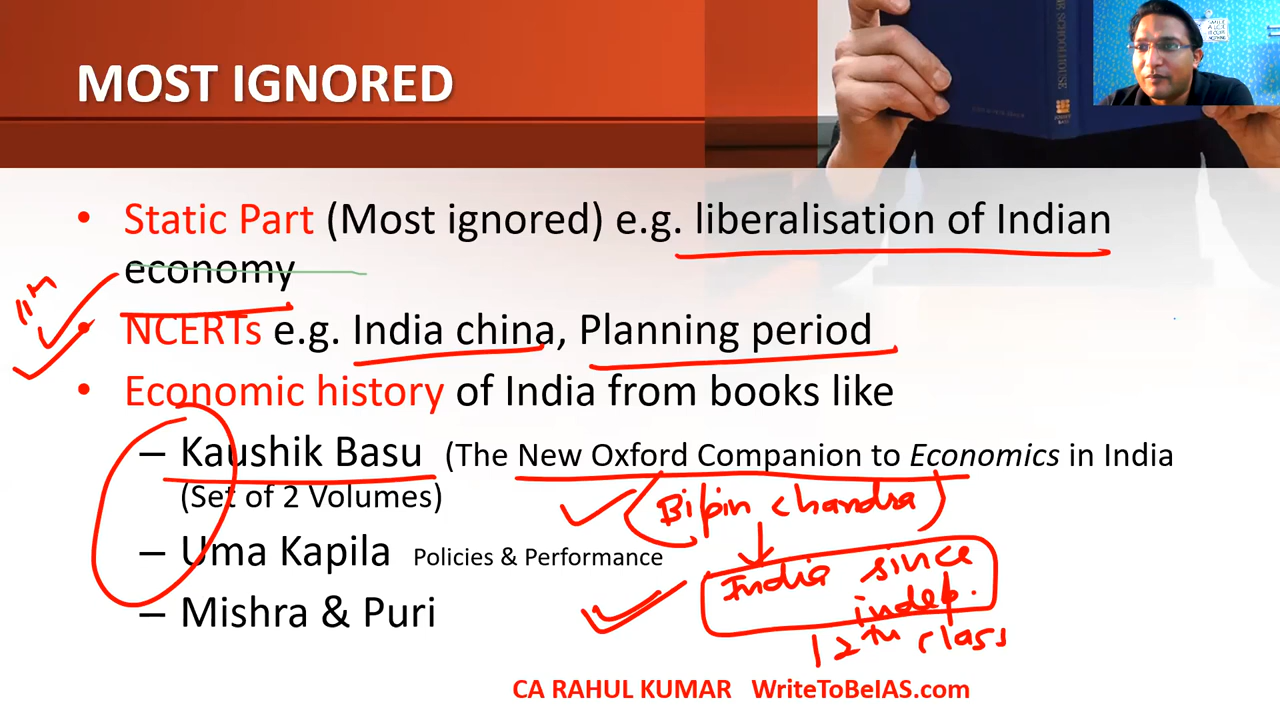 MOST IGNORED
• Static Part (Most ignored) e.g. liberalisation of Indian
economy
• NCERTs e.g. India china, Planning period
• Economic history of India from books like
– Kaushik Basu (The New Oxford Companion to Economics in India
(Set of 2 Volumes)
(Bipin chandra)
– Uma Kapila Policies & Performance
India since
indep.
– Mishra & Puri
12th class
CA RAHUL KUMAR WriteToBeIAS.com